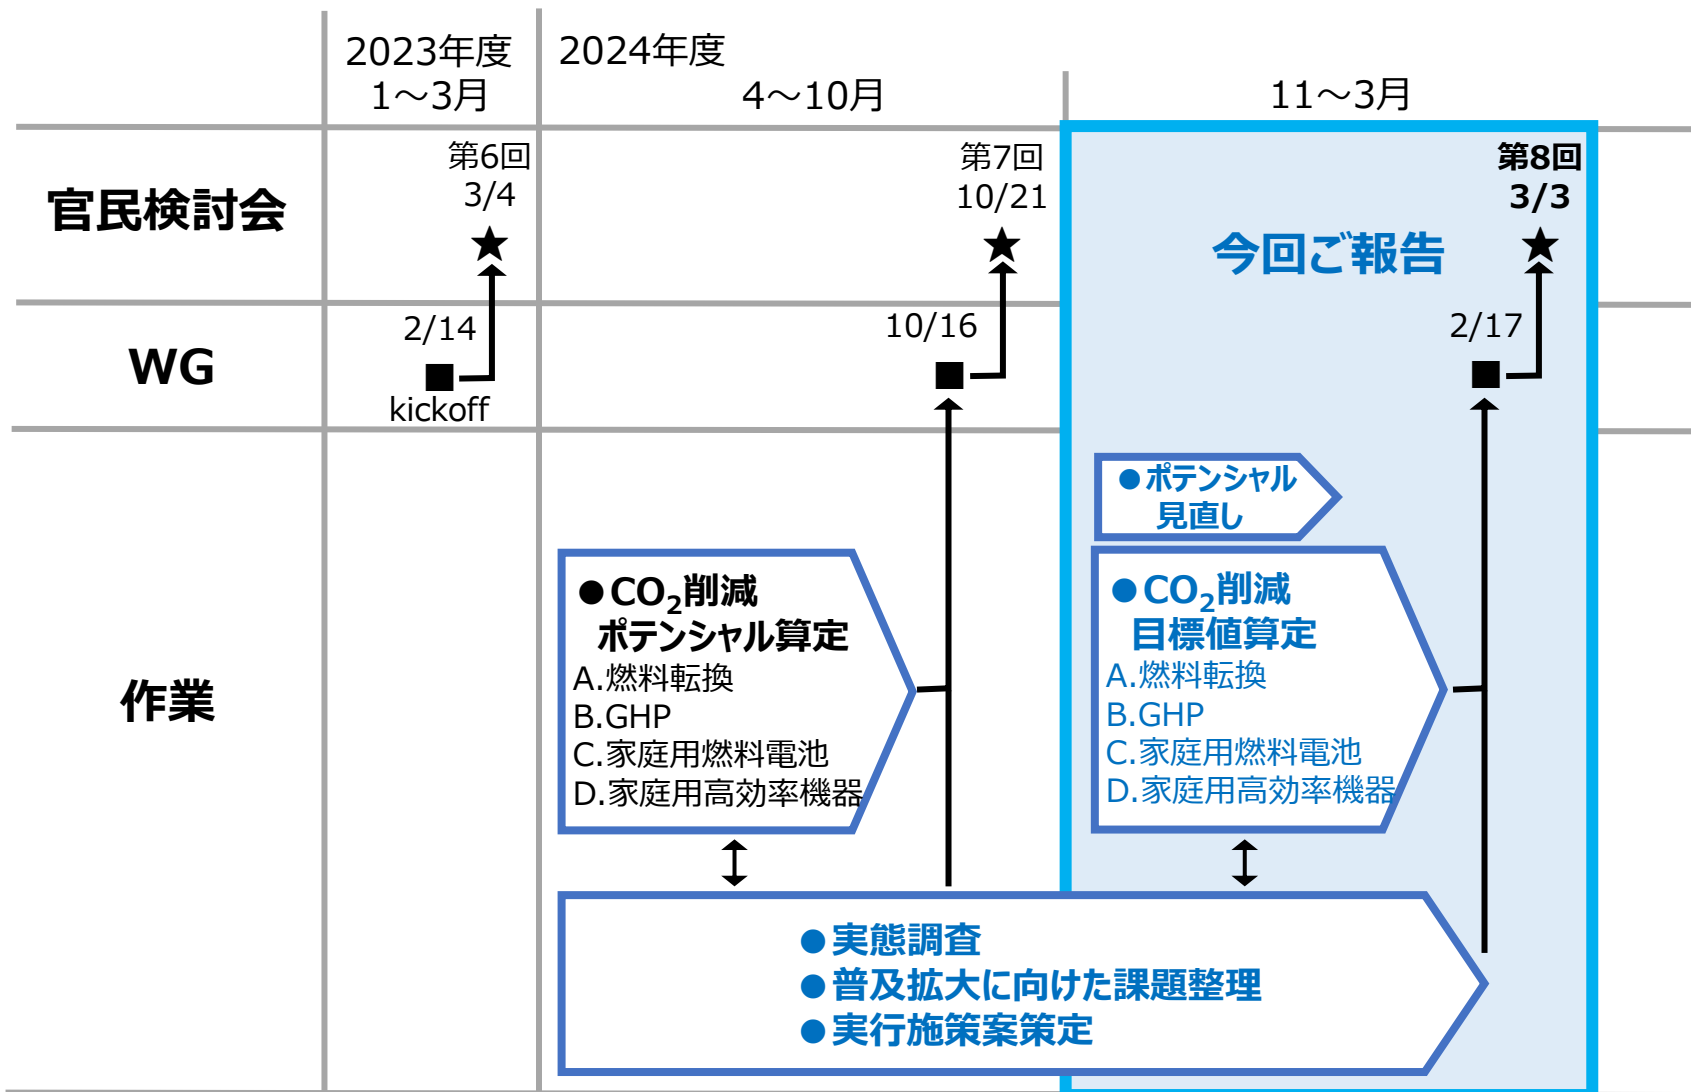 2023年度
1～3月
2024年度
4～10月
11～3月
官民検討会
第6回
3/4
★
第7回
10/21
★
今回ご報告
第8回
3/3
★
WG
2/14
■
kickoff
10/16
■
2/17
■
作業
●CO₂削減
ポテンシャル算定
A.燃料転換
B.GHP
C.家庭用燃料電池
D.家庭用高効率機器
●ポテンシャル
見直し
●CO₂削減
目標値算定
A.燃料転換
B.GHP
C.家庭用燃料電池
D.家庭用高効率機器
●実態調査
●普及拡大に向けた課題整理
●実行施策案策定